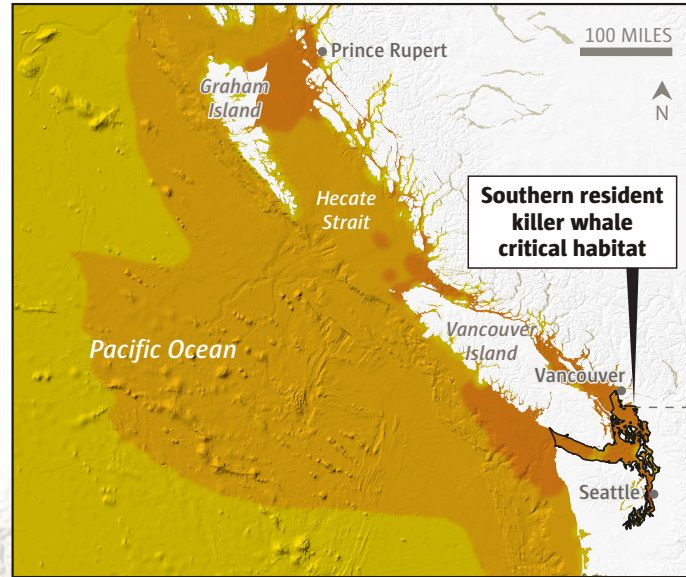 100 MILES
Prince Rupert
N
Graham
Island
Hecate
Strait
Southern resident
killer whale
critical habitat
Vancouver
Island
Pacific Ocean
Vancouver
Seattle